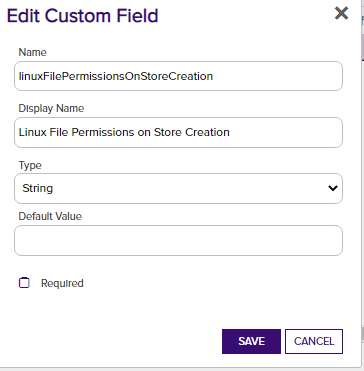 Edit Custom Field
Name
linuxFilePermissionsOnStoreCreation
Display Name
Linux File Permissions on Store Creation
Type
String
Default Value
Required
SAVE CANCEL